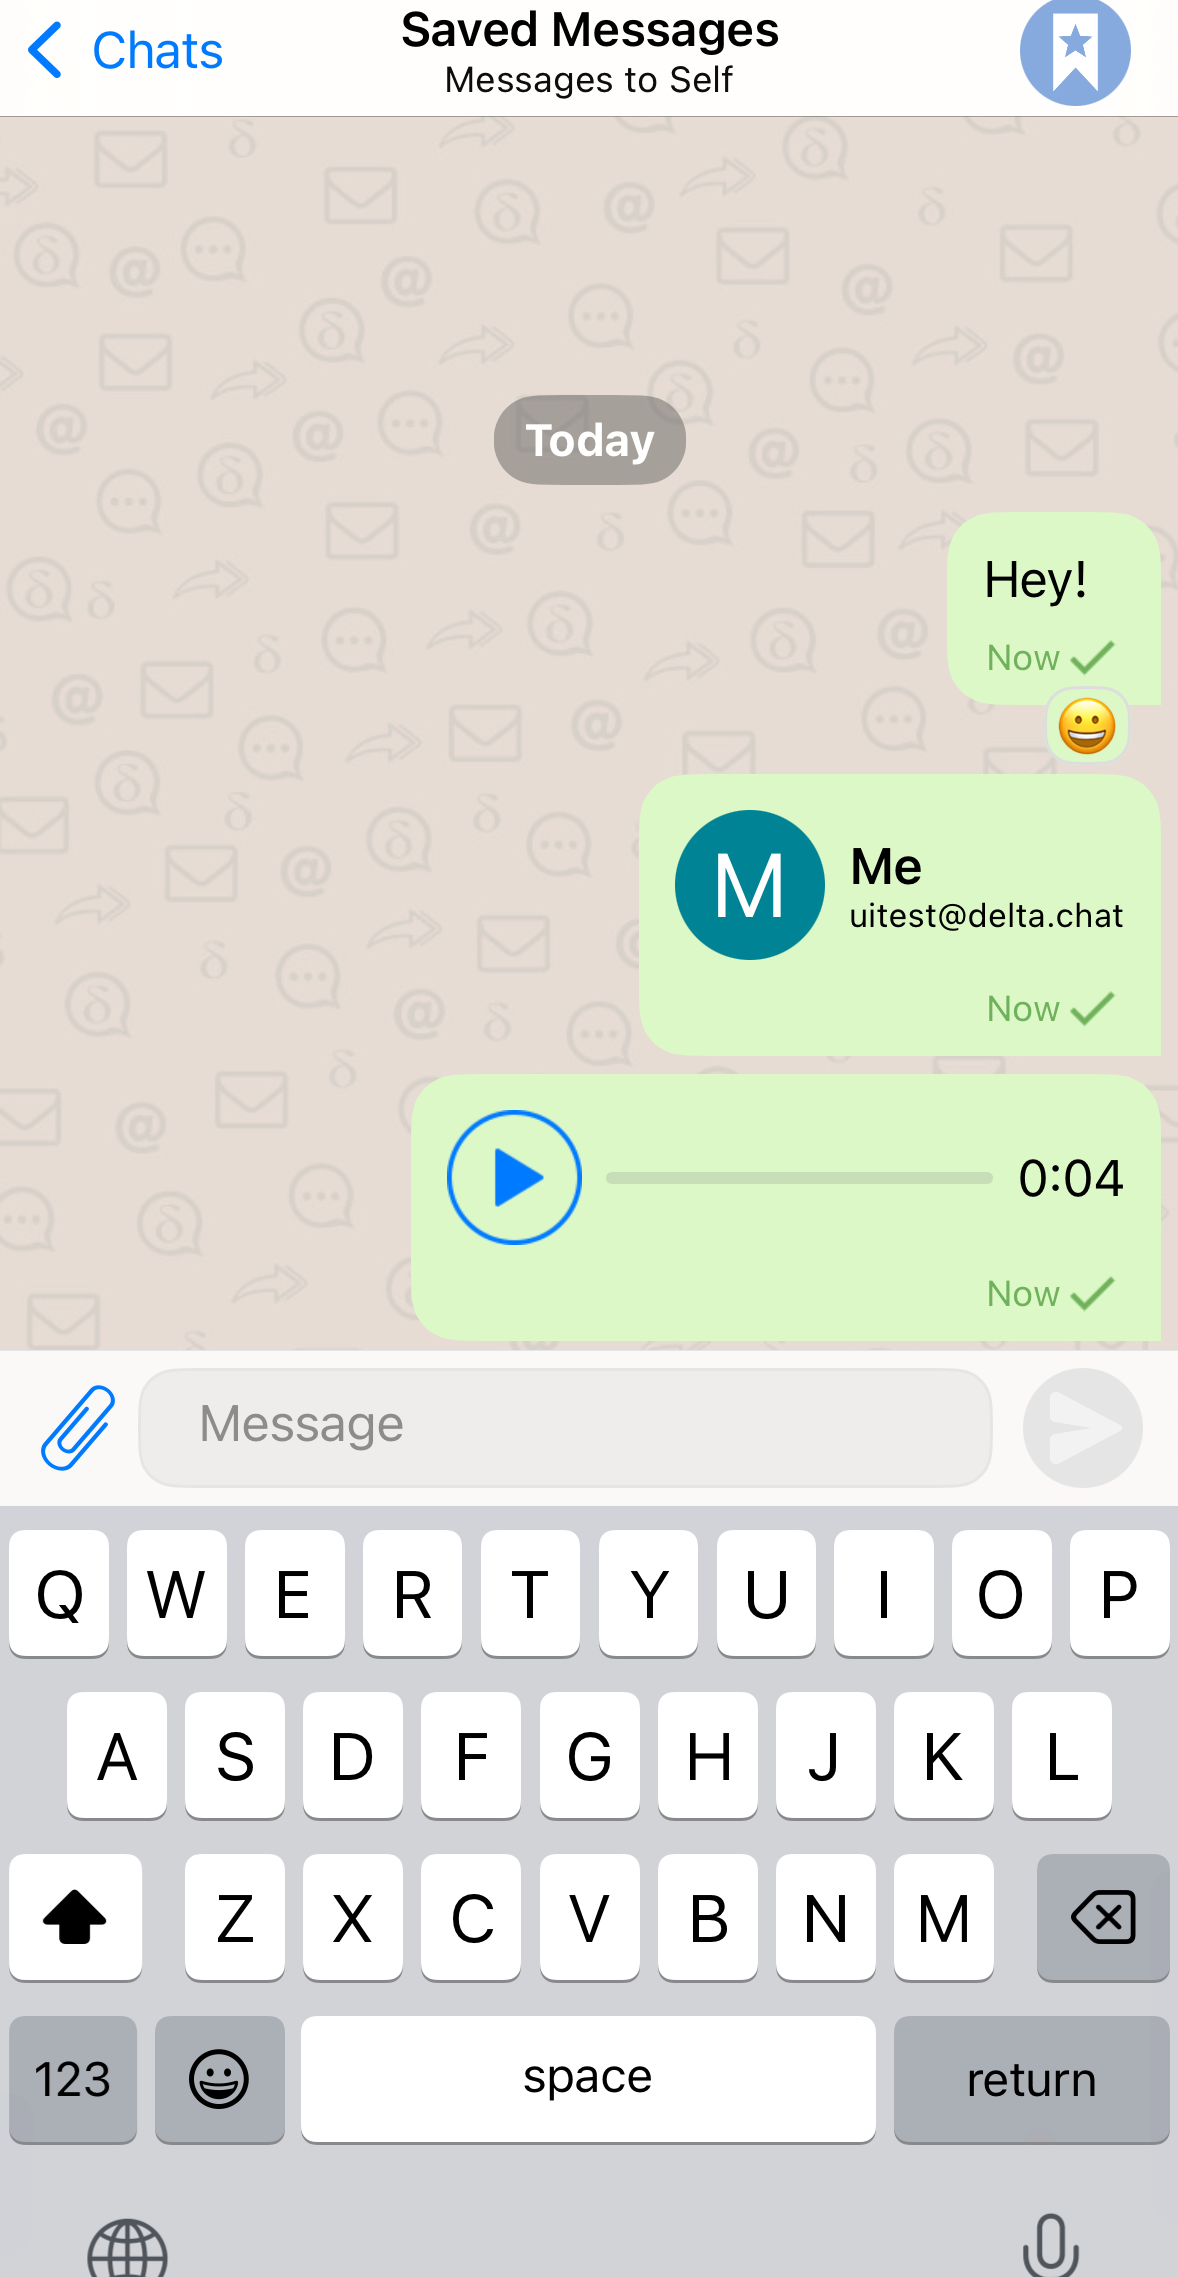 Chats
Saved Messages
Messages to Self
Today
Hey!
Now
😀
M
Me
uitest@delta.chat
Now
0:04
Now
Message
Q W E R T Y U I O P
A S D F G H J K L
Z X C V B N M
123 space return